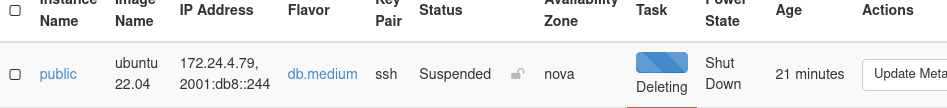 Instance Name
Image Name
IP Address
Flavor
Key Pair
Status
Availability Zone
Task
Power State
Age
Actions
public
ubuntu 22.04
172.24.4.79, 2001:db8::244
db.medium
ssh
Suspended
nova
Deleting
Shut Down
21 minutes
Update Meta